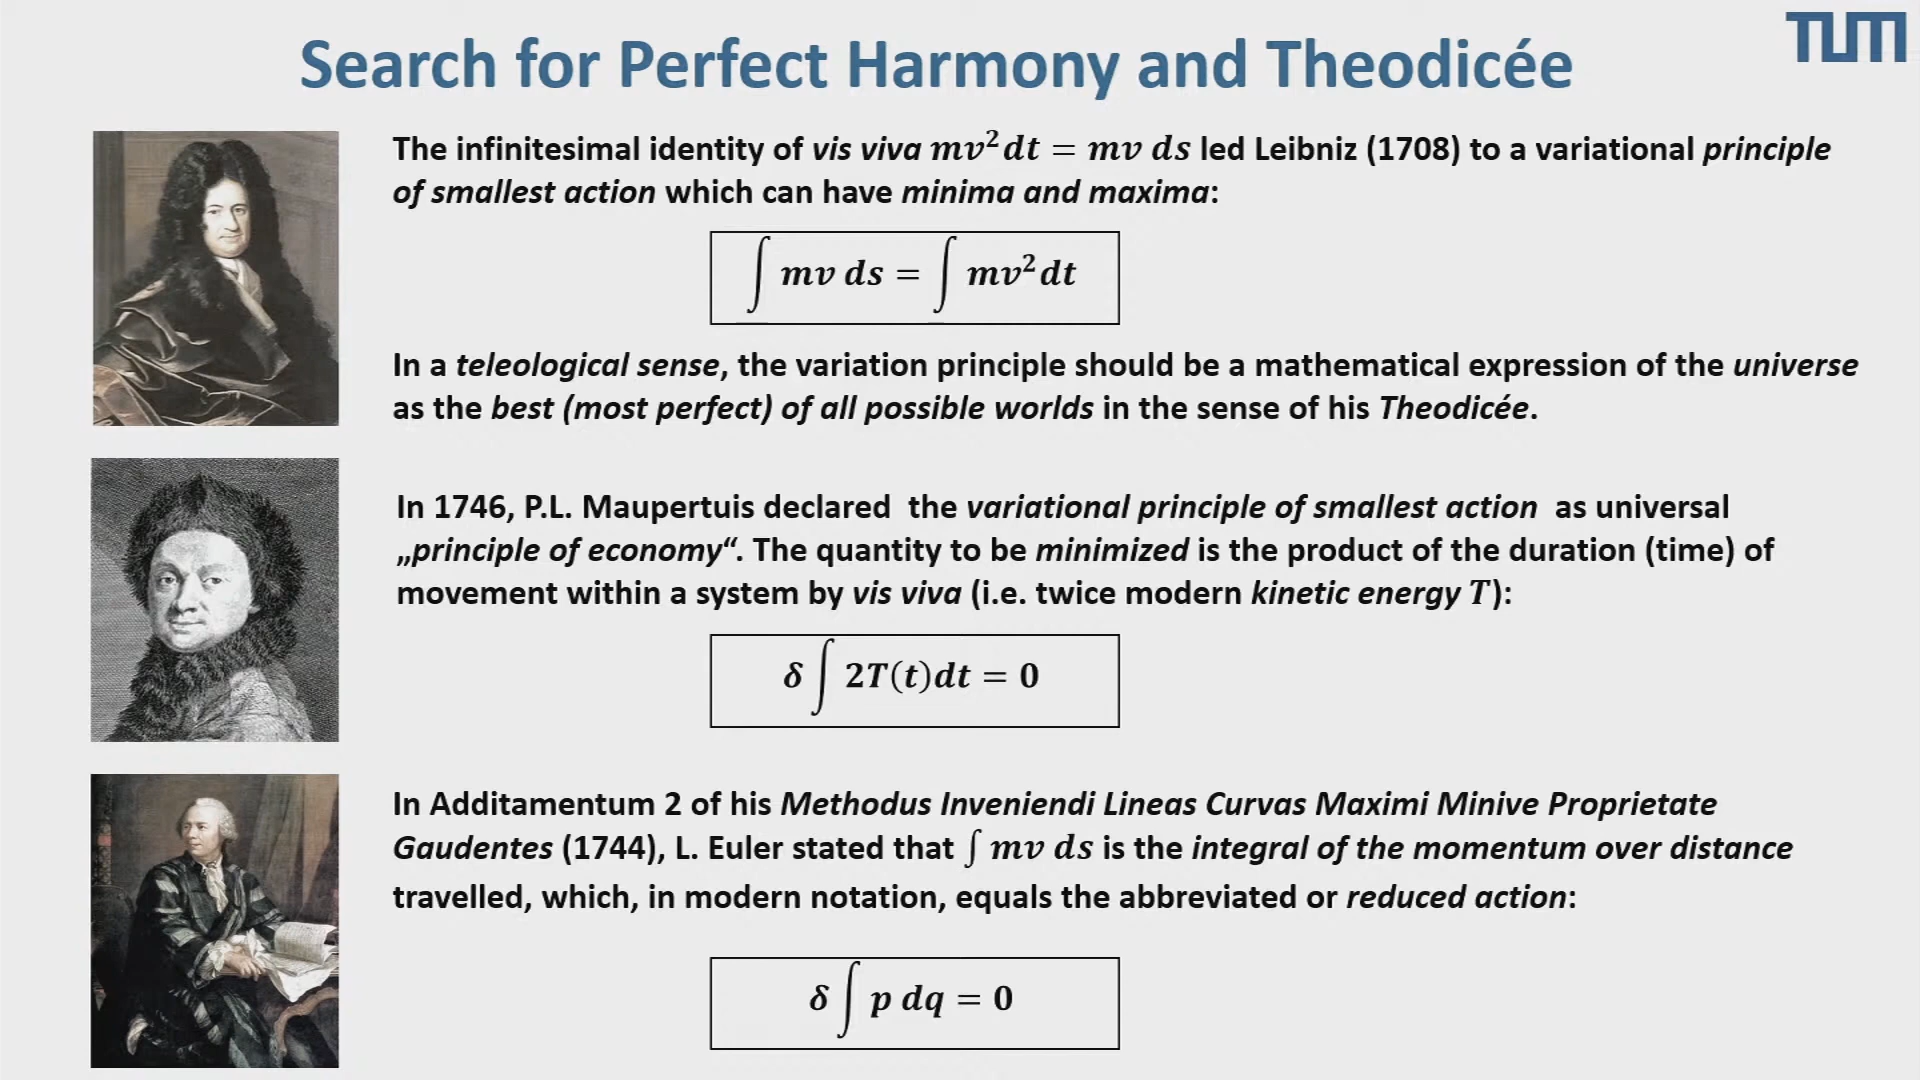 Search for Perfect Harmony and Theodicée
TUM
The infinitesimal identity of vis viva mv²dt = mv ds led Leibniz (1708) to a variational principle
of smallest action which can have minima and maxima:
∫ mv ds = ∫ mv²dt
In a teleological sense, the variation principle should be a mathematical expression of the universe
as the best (most perfect) of all possible worlds in the sense of his Theodicée.
In 1746, P.L. Maupertuis declared the variational principle of smallest action as universal
„principle of economy“. The quantity to be minimized is the product of the duration (time) of
movement within a system by vis viva (i.e. twice modern kinetic energy T):
δ ∫ 2T(t)dt = 0
In Additamentum 2 of his Methodus Inveniendi Lineas Curvas Maximi Minive Proprietate
Gaudentes (1744), L. Euler stated that ∫ mv ds is the integral of the momentum over distance
travelled, which, in modern notation, equals the abbreviated or reduced action:
δ ∫ p dq = 0